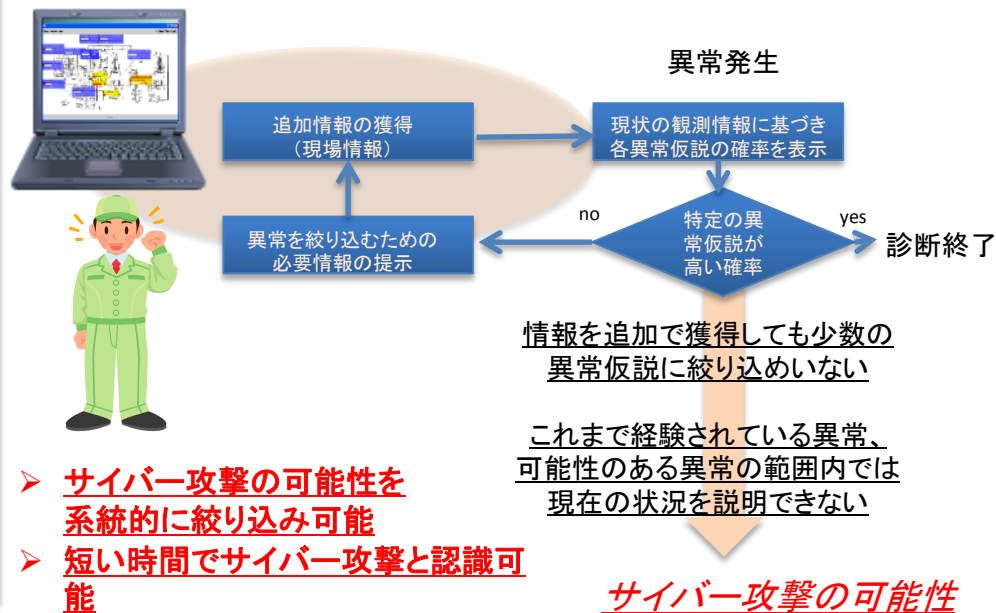 異常発生
追加情報の獲得
（現場情報）
現状の観測情報に基づき
各異常仮説の確率を表示
no
特定の異
常仮説が
高い確率
yes
診断終了
異常を絞り込むための
必要情報の提示
情報を追加で獲得しても少数の
異常仮説に絞り込めいない
これまで経験されている異常、
可能性のある異常の範囲内では
現在の状況を説明できない
➢ サイバー攻撃の可能性を
系統的に絞り込み可能
➢ 短い時間でサイバー攻撃と認識可
能
サイバー攻撃の可能性